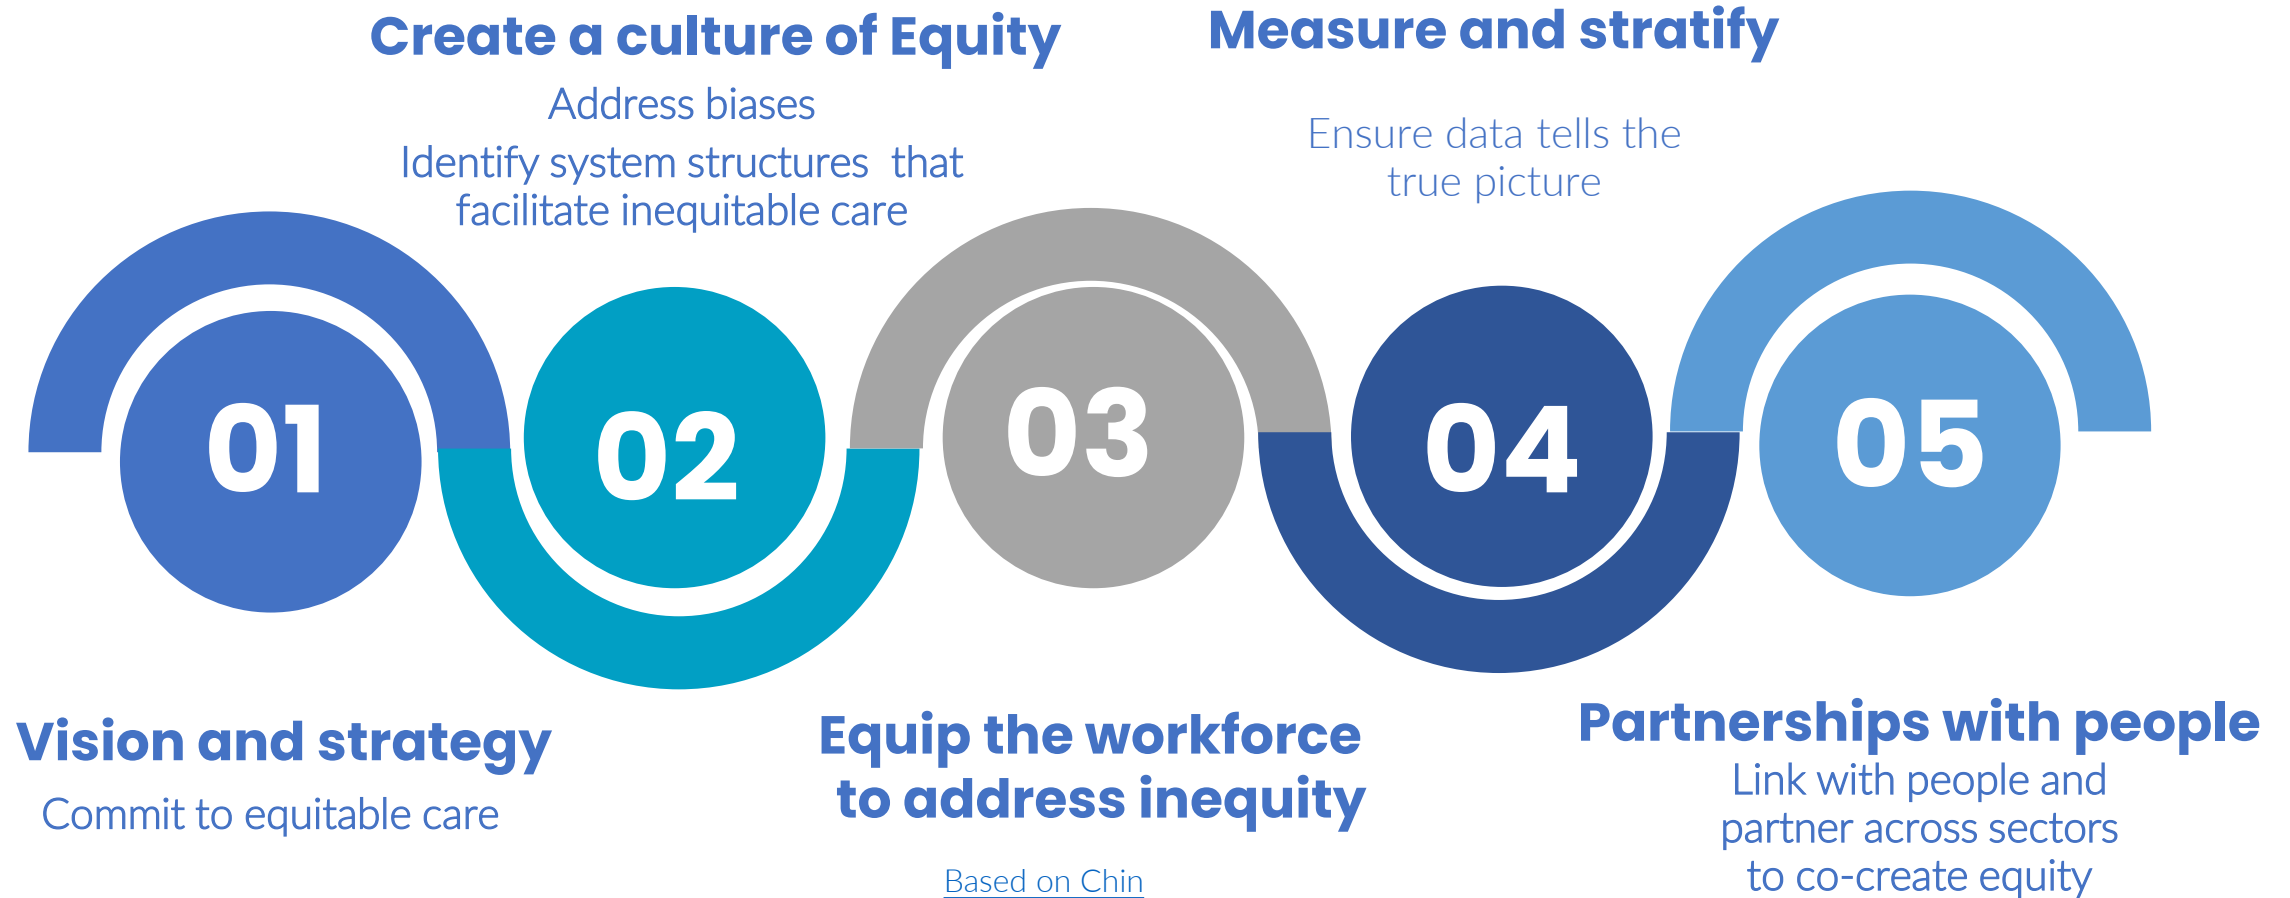 Create a culture of Equity
Address biases
Identify system structures that
facilitate inequitable care
Measure and stratify
Ensure data tells the
true picture
01
02
03
04
05
Vision and strategy
Commit to equitable care
Equip the workforce
to address inequity
Based on Chin
Partnerships with people
Link with people and
partner across sectors
to co-create equity